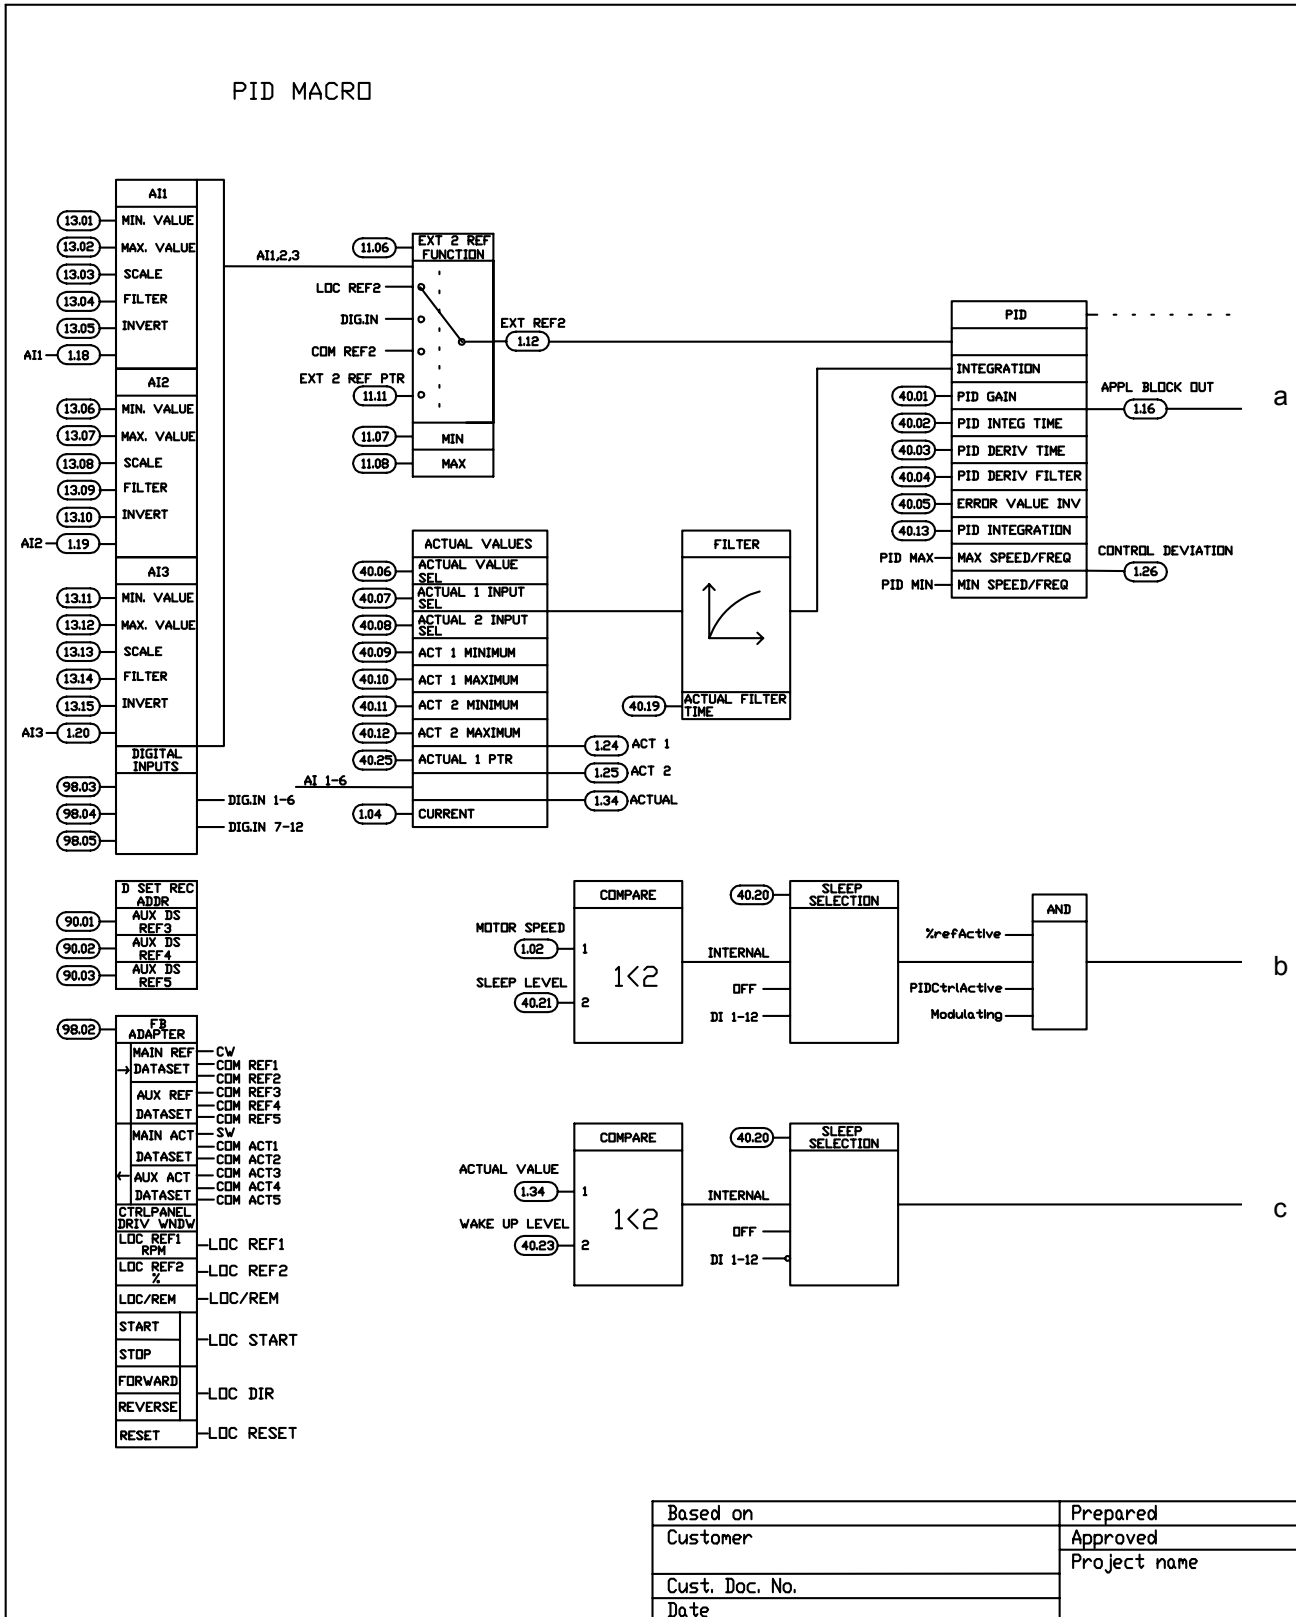 PID MACRO
AI1
13.01 MIN. VALUE
13.02 MAX. VALUE
13.03 SCALE
13.04 FILTER
13.05 INVERT
AI1 1.18
AI2
13.06 MIN. VALUE
13.07 MAX. VALUE
13.08 SCALE
13.09 FILTER
13.10 INVERT
AI2 1.19
AI3
13.11 MIN. VALUE
13.12 MAX. VALUE
13.13 SCALE
13.14 FILTER
13.15 INVERT
AI3 1.20
DIGITAL
INPUTS
98.03
98.04
98.05
DIG.IN 1-6
DIG.IN 7-12
AI1,2,3
11.06 EXT 2 REF
FUNCTION
LOC REF2
DIG.IN
COM REF2
EXT 2 REF PTR
11.11
11.07 MIN
11.08 MAX
EXT REF2
1.12
ACTUAL VALUES
40.06 ACTUAL VALUE
SEL
40.07 ACTUAL 1 INPUT
SEL
40.08 ACTUAL 2 INPUT
SEL
40.09 ACT 1 MINIMUM
40.10 ACT 1 MAXIMUM
40.11 ACT 2 MINIMUM
40.12 ACT 2 MAXIMUM
40.25 ACTUAL 1 PTR
AI 1-6
1.04 CURRENT
1.24 ACT 1
1.25 ACT 2
1.34 ACTUAL
FILTER
40.19 ACTUAL FILTER
TIME
PID
INTEGRATION
40.01 PID GAIN
40.02 PID INTEG TIME
40.03 PID DERIV TIME
40.04 PID DERIV FILTER
40.05 ERROR VALUE INV
40.13 PID INTEGRATION
PID MAX MAX SPEED/FREQ
PID MIN MIN SPEED/FREQ
APPL BLOCK OUT
1.16
a
CONTROL DEVIATION
1.26
D SET REC
ADDR
90.01 AUX DS
REF3
90.02 AUX DS
REF4
90.03 AUX DS
REF5
COMPARE
MOTOR SPEED
1.02 1
1<2
SLEEP LEVEL
40.21 2
40.20 SLEEP
SELECTION
INTERNAL
OFF
DI 1-12
AND
%refActive
PIDCtrlActive
Modulating
b
98.02 FB
ADAPTER
MAIN REF
DATASET
CW
COM REF1
COM REF2
AUX REF
DATASET
COM REF3
COM REF4
COM REF5
MAIN ACT
DATASET
SW
COM ACT1
COM ACT2
AUX ACT
DATASET
COM ACT3
COM ACT4
COM ACT5
CTRLPANEL
DRIV WNDW
LOC REF1
RPM
LOC REF1
LOC REF2
%
LOC REF2
LOC/REM LOC/REM
START
STOP
LOC START
FORWARD
REVERSE
LOC DIR
RESET LOC RESET
COMPARE
ACTUAL VALUE
1.34 1
1<2
WAKE UP LEVEL
40.23 2
40.20 SLEEP
SELECTION
INTERNAL
OFF
DI 1-12
c
Based on
Customer
Cust. Doc. No.
Date
Prepared
Approved
Project name